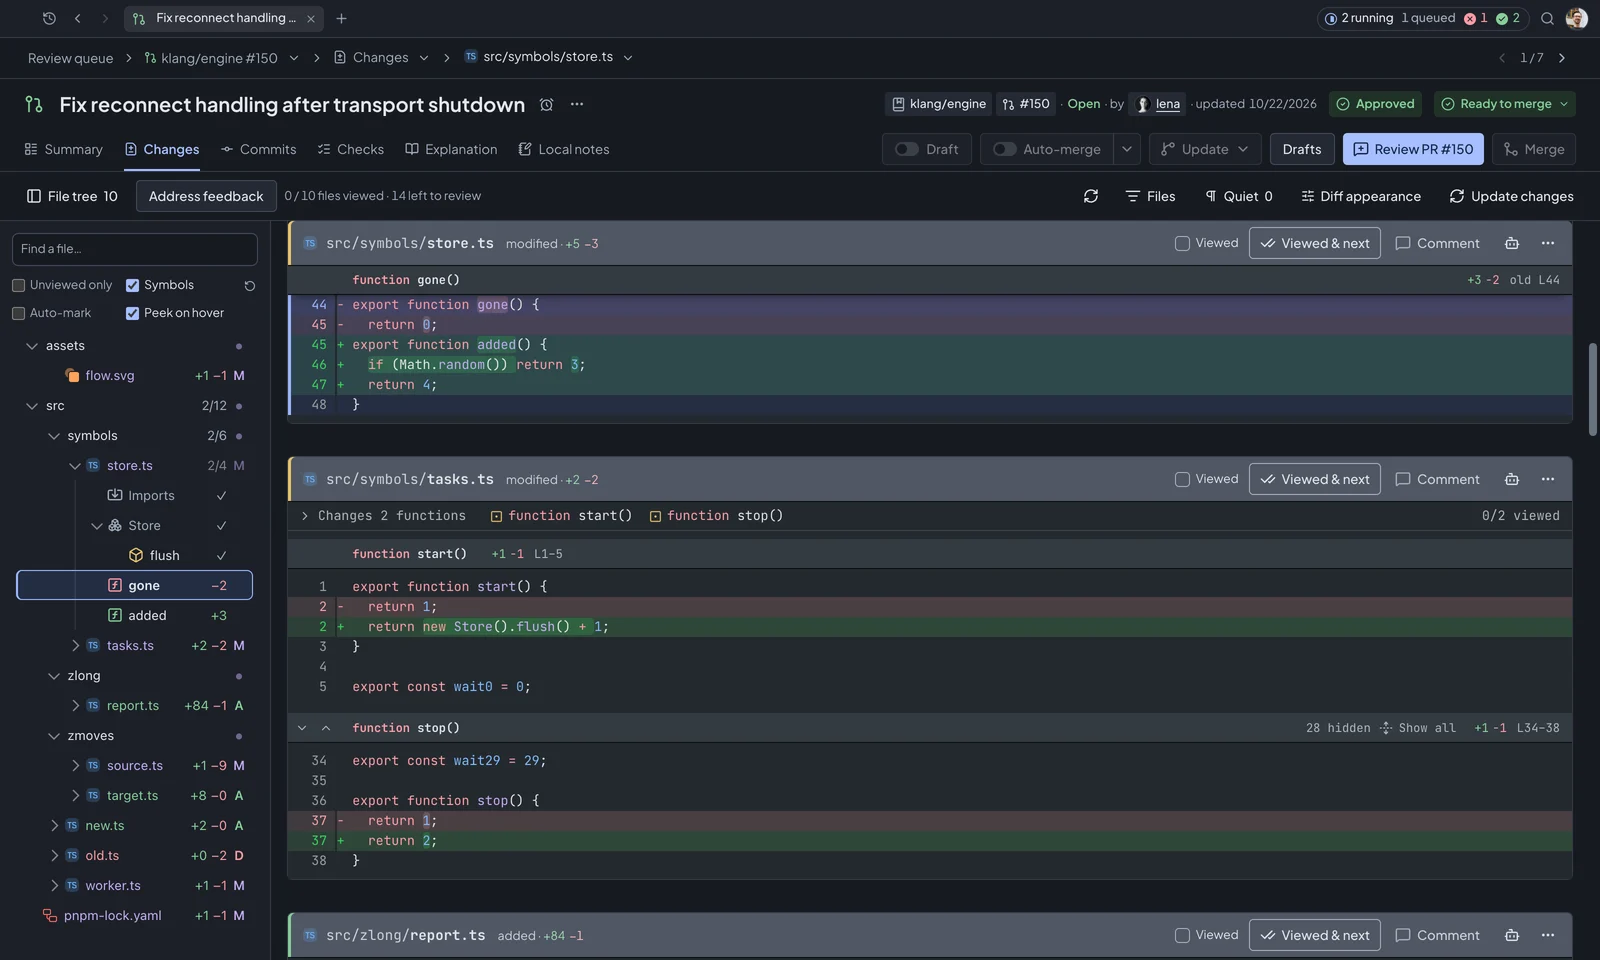 Fix reconnect handling ...
2 running 1 queued 1 2
Review queue klang/engine #150 Changes TS src/symbols/store.ts 1/7
Fix reconnect handling after transport shutdown klang/engine #150 · Open · by lena · updated 10/22/2026 Approved Ready to merge
Summary Changes Commits Checks Explanation Local notes Draft Auto-merge Update Drafts Review PR #150 Merge
File tree 10 Address feedback 0 / 10 files viewed · 14 left to review Files Quiet 0 Diff appearance Update changes
Find a file...
Unviewed only Symbols
Auto-mark Peek on hover
assets
flow.svg +1 −1 M
src 2/12
symbols 2/6
TS store.ts 2/4 M
Imports
Store
flush
gone −2
added +3
TS tasks.ts +2 −2 M
zlong
TS report.ts +84 −1 A
zmoves
TS source.ts +1 −9 M
TS target.ts +8 −0 A
TS new.ts +2 −0 A
TS old.ts +0 −2 D
TS worker.ts +1 −1 M
pnpm-lock.yaml +1 −1 M
TS src/symbols/store.ts modified · +5 −3 Viewed Viewed & next Comment
function gone() +3 -2 old L44
44 - export function gone() {
45 - return 0;
45 + export function added() {
46 + if (Math.random()) return 3;
47 + return 4;
48 }
TS src/symbols/tasks.ts modified · +2 −2 Viewed Viewed & next Comment
Changes 2 functions function start() function stop() 0/2 viewed
function start() +1 -1 L1–5
1 export function start() {
2 - return 1;
2 + return new Store().flush() + 1;
3 }
4
5 export const wait0 = 0;
function stop() 28 hidden Show all +1 -1 L34–38
34 export const wait29 = 29;
35
36 export function stop() {
37 - return 1;
37 + return 2;
38 }
TS src/zlong/report.ts added · +84 −1 Viewed Viewed & next Comment